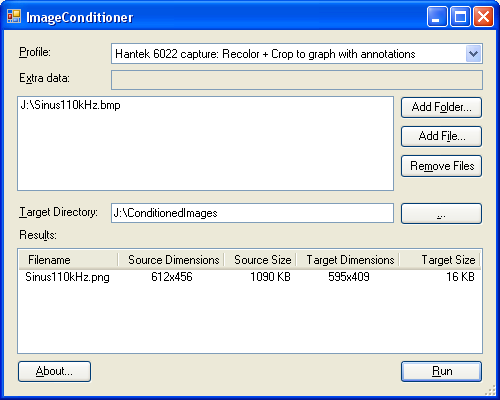 ImageConditioner
Profile: Hantek 6022 capture: Recolor + Crop to graph with annotations
Extra data:
J:\Sinus110kHz.bmp
Add Folder...
Add File...
Remove Files
Target Directory: J:\ConditionedImages ...
Results:
Filename Source Dimensions Source Size Target Dimensions Target Size
Sinus110kHz.png 612x456 1090 KB 595x409 16 KB
About... Run